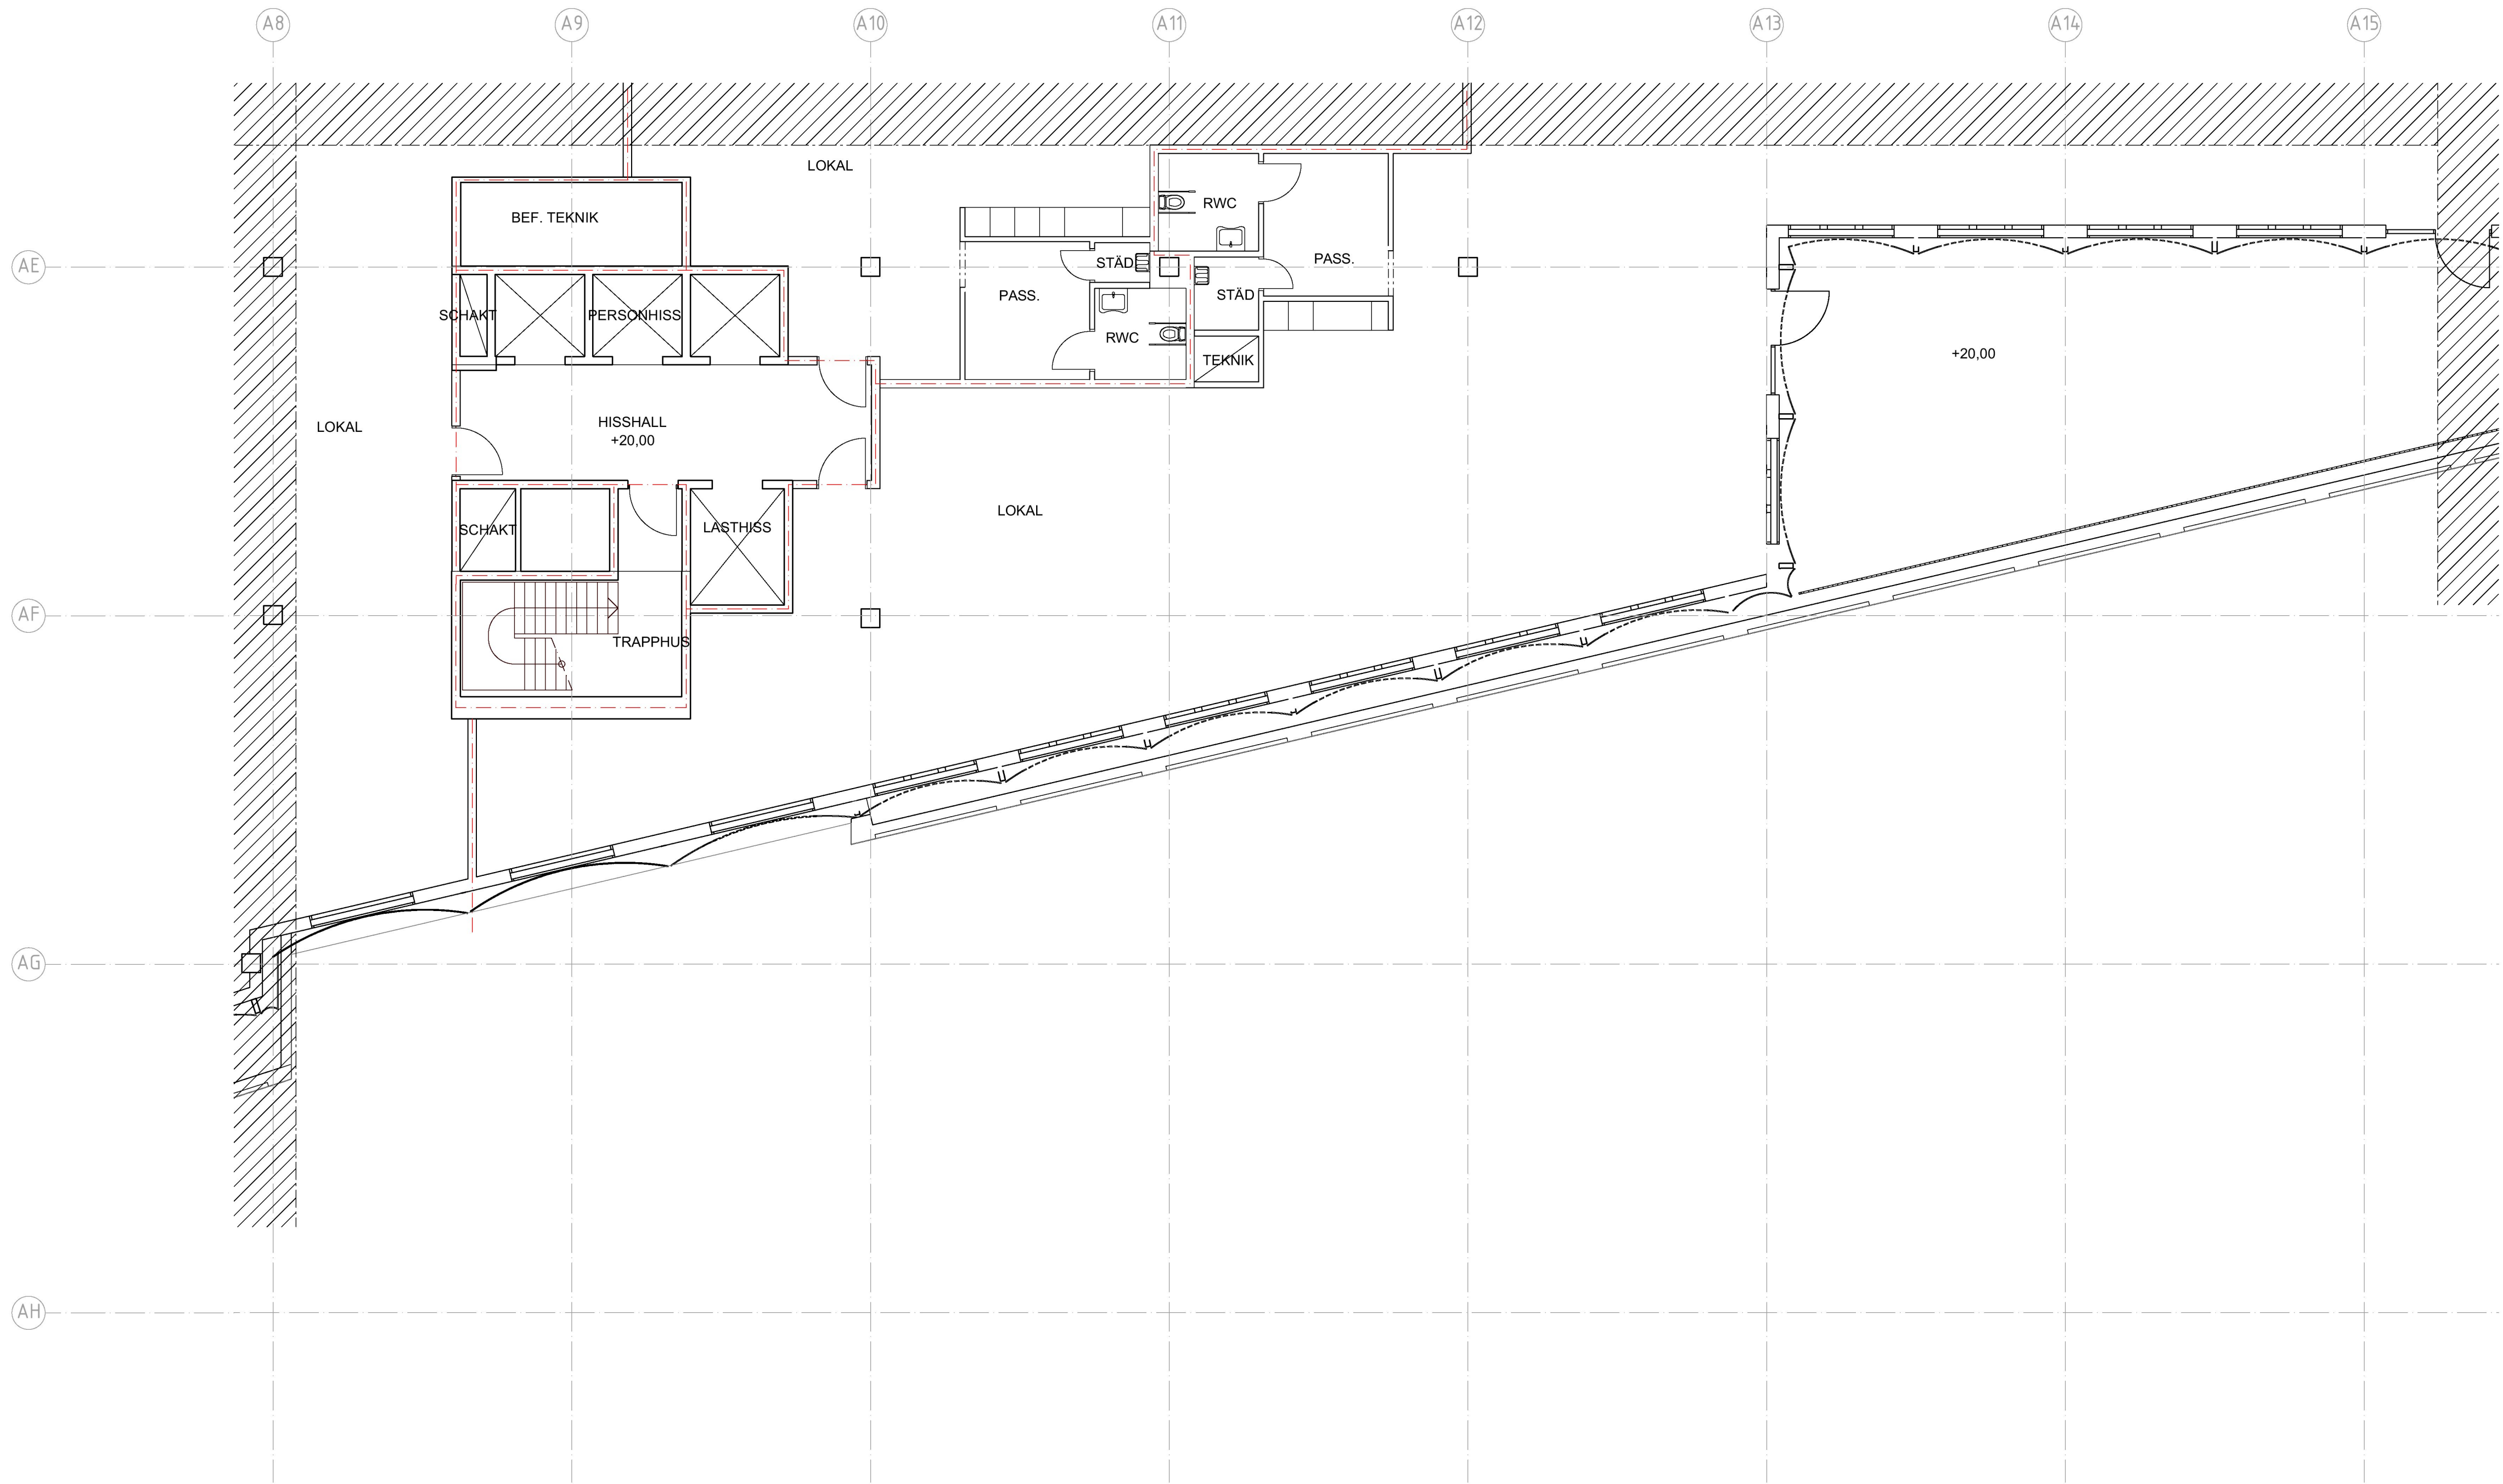 A8
A9
A10
A11
A12
A13
A14
A15
LOKAL
RWC
BEF. TEKNIK
AE
STÄD
PASS.
PASS.
STÄD
SCHAKT
PERSONHISS
RWC
TEKNIK
+20,00
LOKAL
HISSHALL
+20,00
LOKAL
SCHAKT
LASTHISS
AF
TRAPPHUS
AG
AH